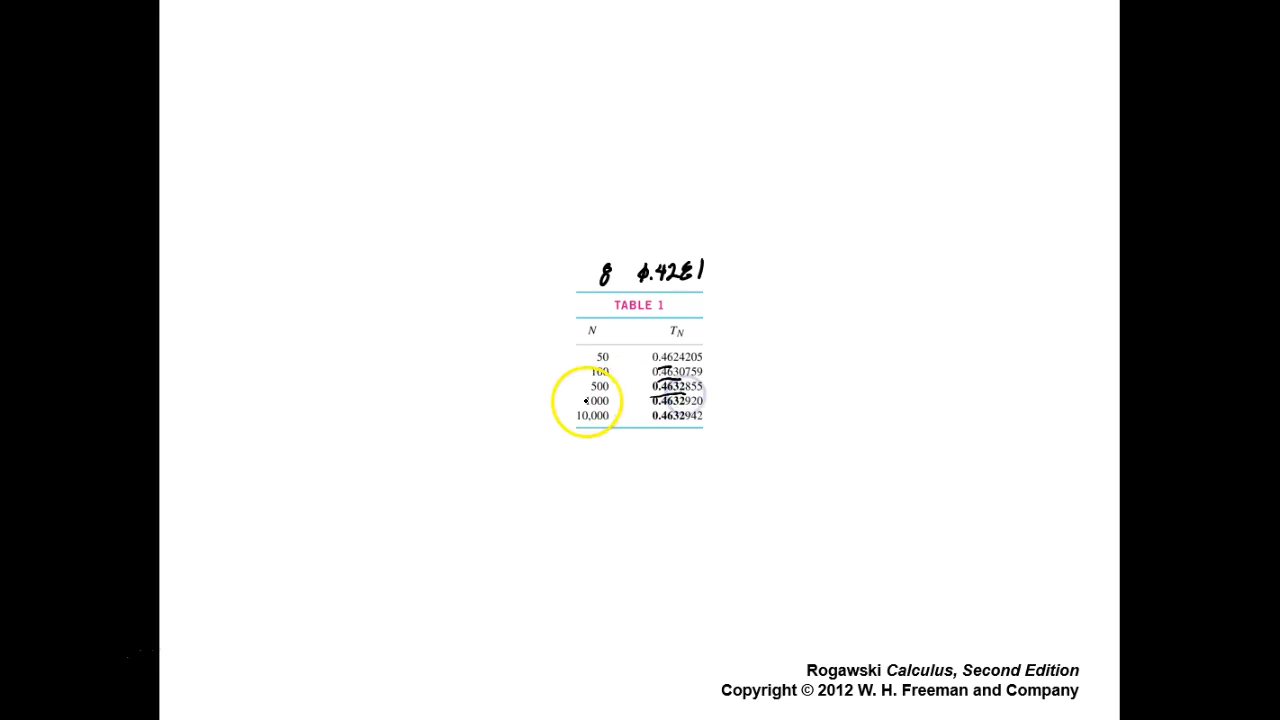 8 0.4281
TABLE 1
N T_N
50 0.4624205
100 0.4630759
500 0.4632855
1000 0.4632920
10,000 0.4632942
Rogawski Calculus, Second Edition
Copyright © 2012 W. H. Freeman and Company